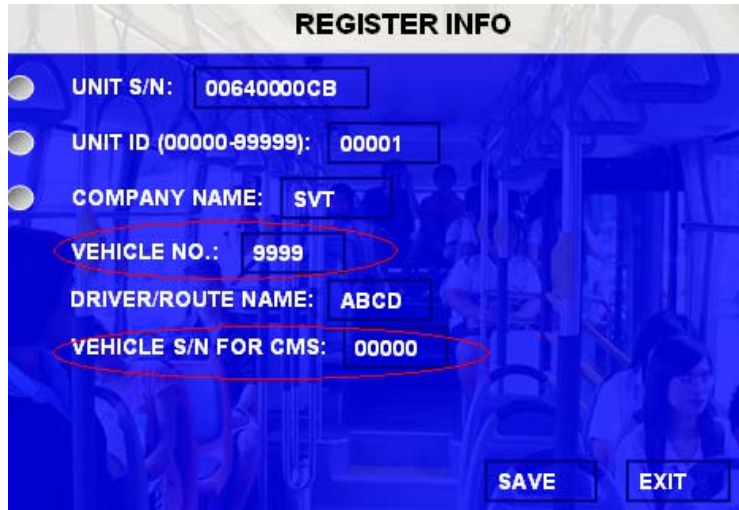 REGISTER INFO
UNIT S/N: 00640000CB
UNIT ID (00000-99999): 00001
COMPANY NAME: SVT
VEHICLE NO.: 9999
DRIVER/ROUTE NAME: ABCD
VEHICLE S/N FOR CMS: 00000
SAVE EXIT